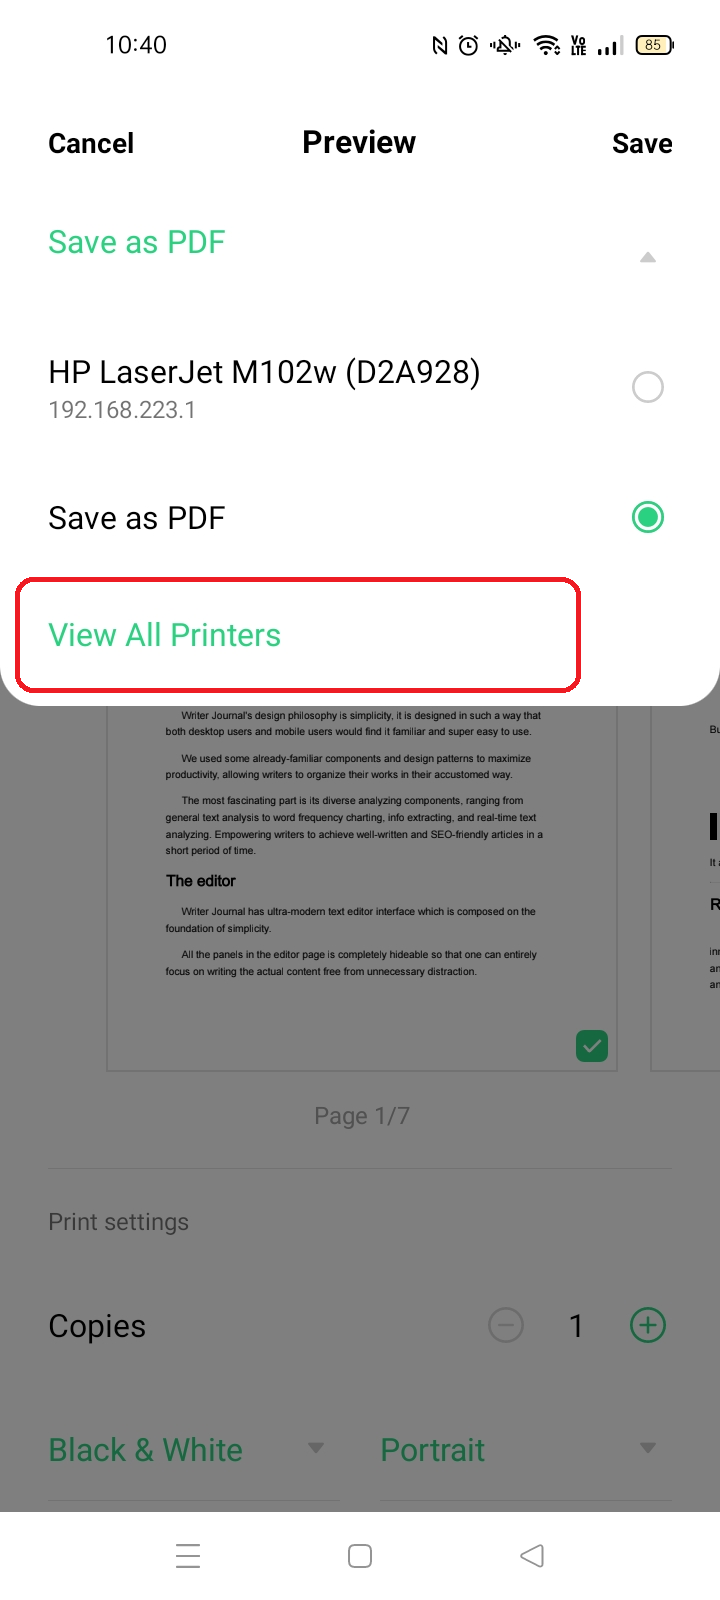 10:40
VO LTE
85
Cancel
Preview
Save
Save as PDF
HP LaserJet M102w (D2A928)
192.168.223.1
Save as PDF
View All Printers
Writer Journal's design philosophy is simplicity, it is designed in such a way that
both desktop users and mobile users would find it familiar and super easy to use.
We used some already-familiar components and design patterns to maximize
productivity, allowing writers to organize their works in their accustomed way.
The most fascinating part is its diverse analyzing components, ranging from
general text analysis to word frequency charting, info extracting, and real-time text
analyzing. Empowering writers to achieve well-written and SEO-friendly articles in a
short period of time.
The editor
Writer Journal has ultra-modern text editor interface which is composed on the
foundation of simplicity.
All the panels in the editor page is completely hideable so that one can entirely
focus on writing the actual content free from unnecessary distraction.
Page 1/7
Print settings
Copies
1
Black & White
Portrait